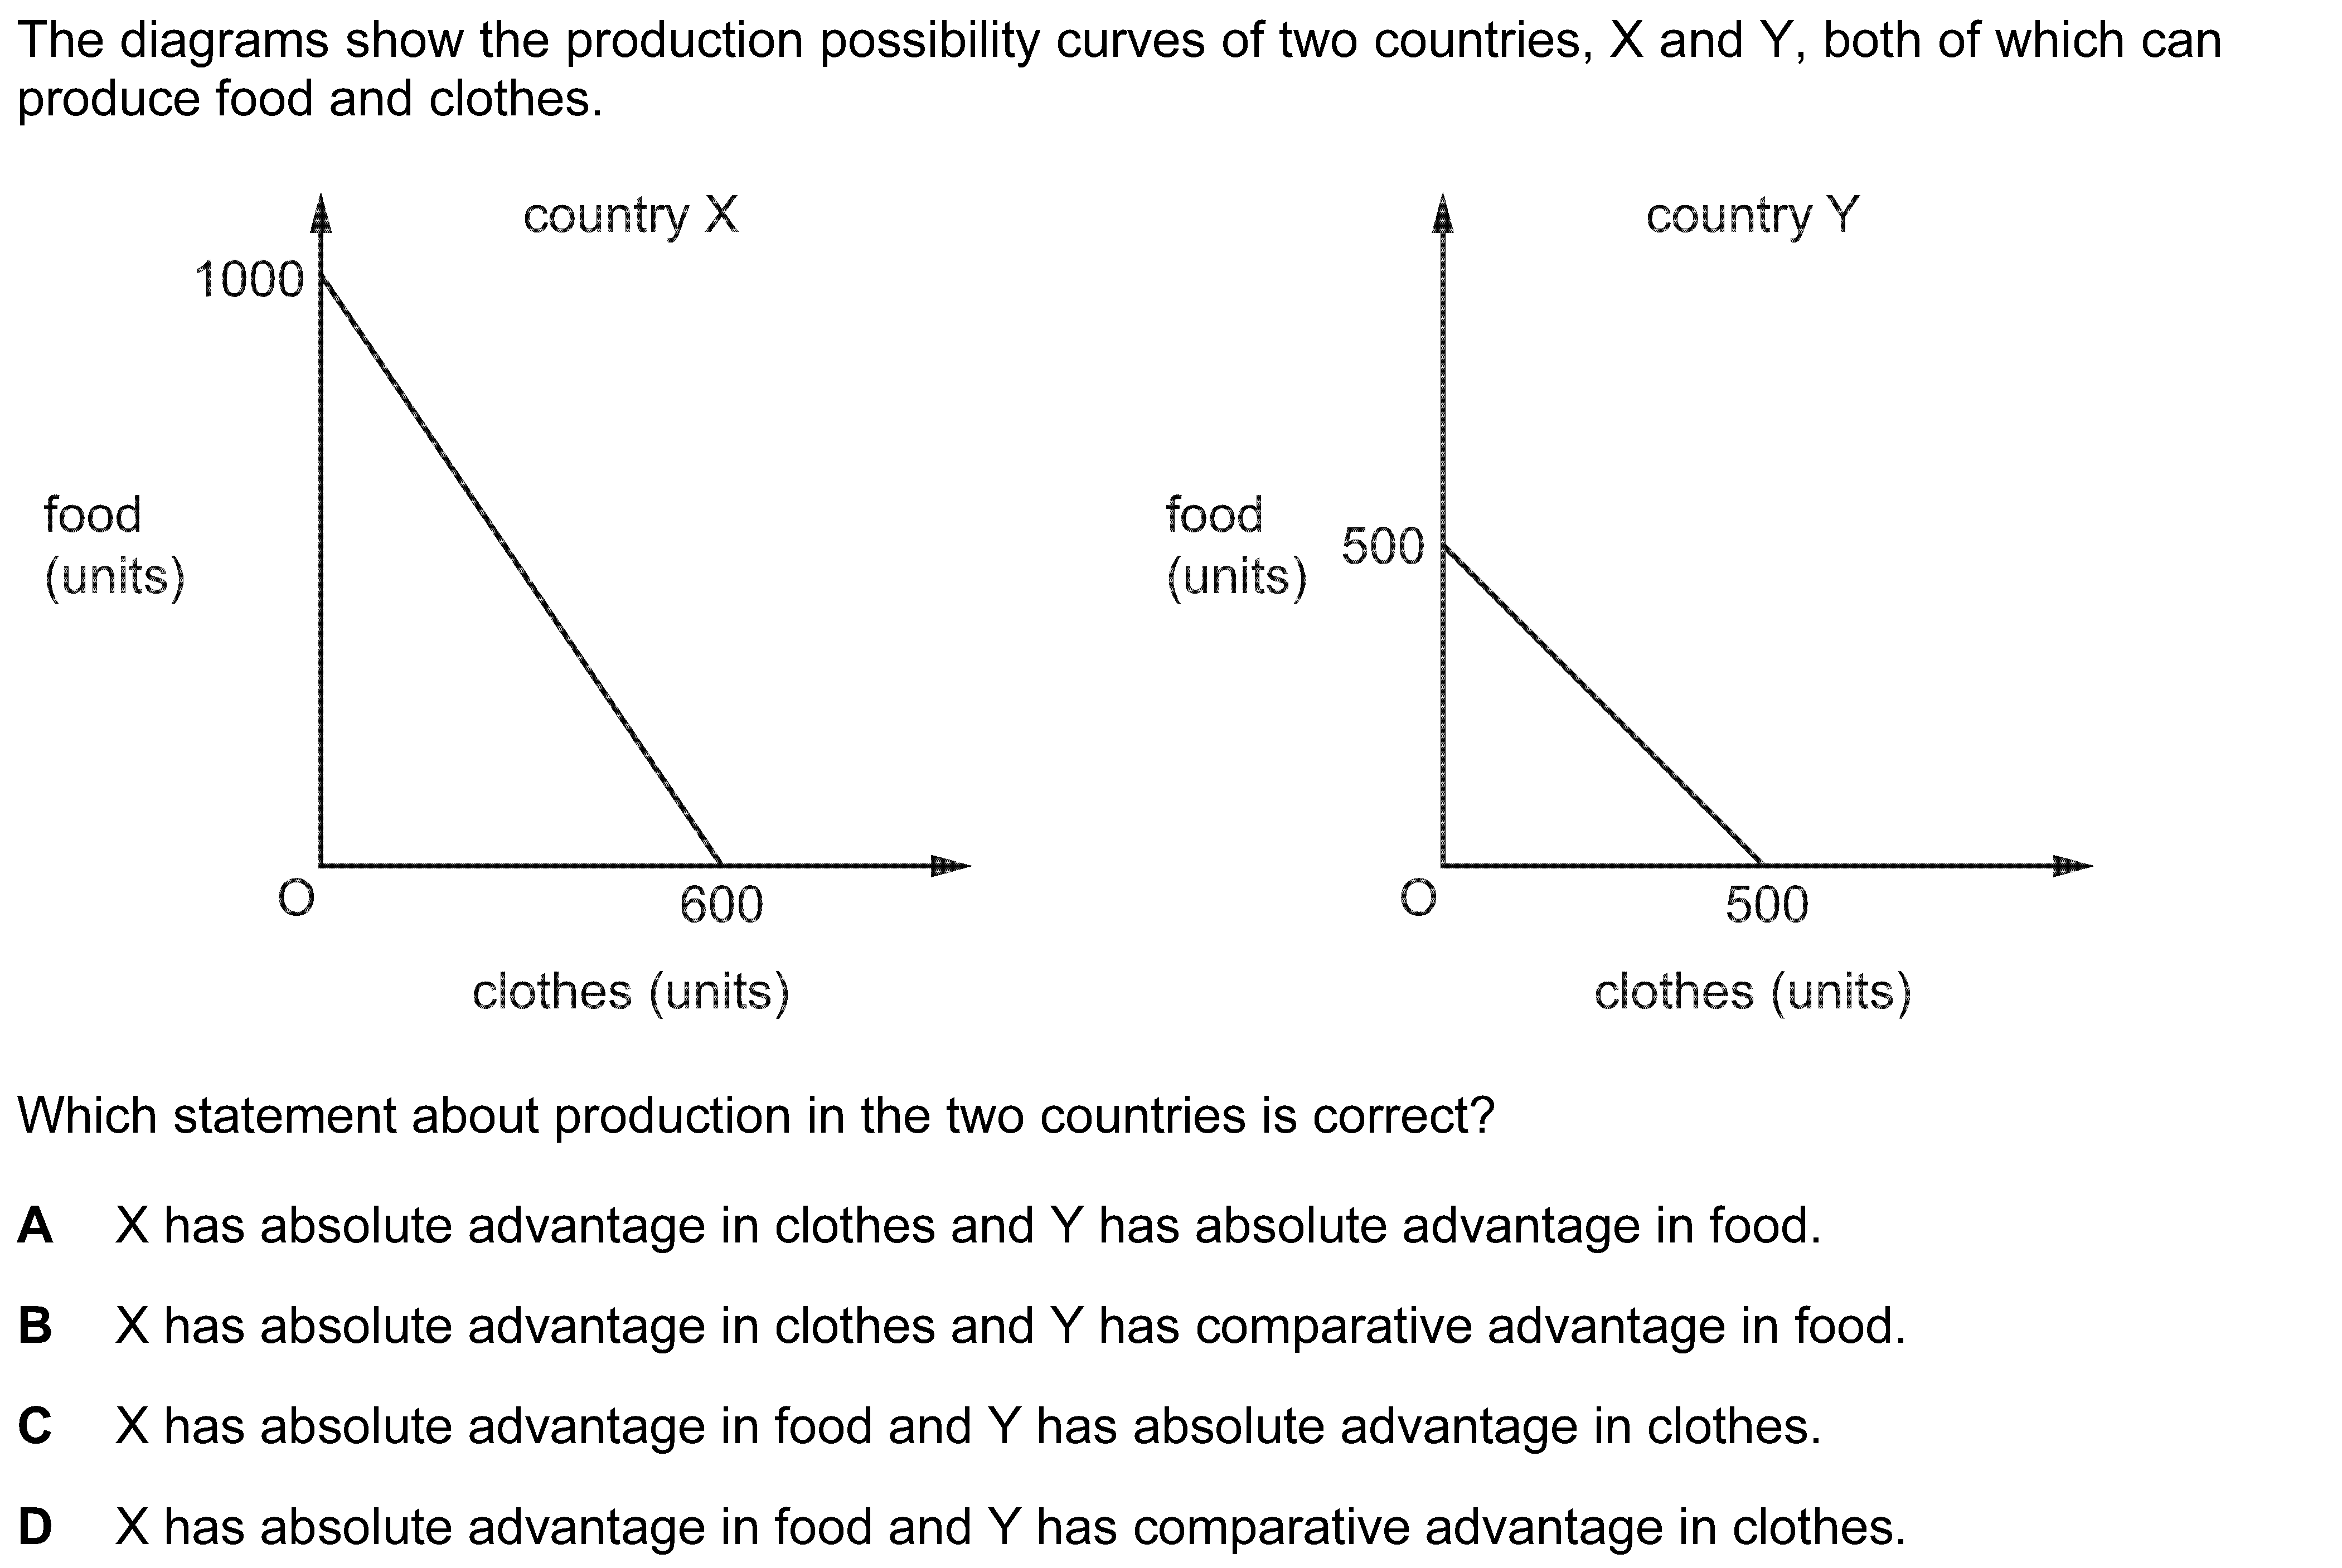 The diagrams show the production possibility curves of two countries, X and Y, both of which can
produce food and clothes.
country X
1000
food
(units)
O
600
clothes (units)
country Y
food
(units)
500
O
500
clothes (units)
Which statement about production in the two countries is correct?
A X has absolute advantage in clothes and Y has absolute advantage in food.
B X has absolute advantage in clothes and Y has comparative advantage in food.
C X has absolute advantage in food and Y has absolute advantage in clothes.
D X has absolute advantage in food and Y has comparative advantage in clothes.